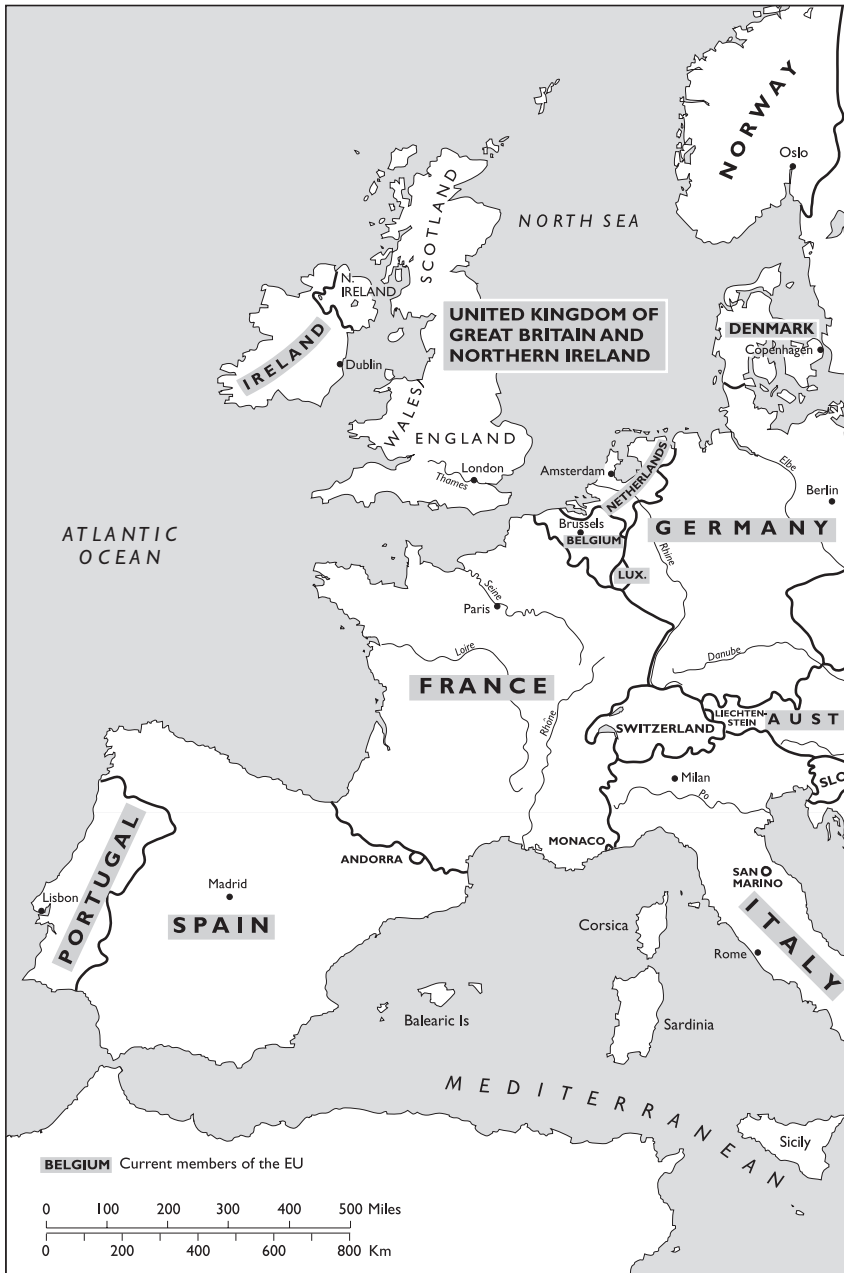 NORWAY
Oslo
SCOTLAND
NORTH SEA
N.
IRELAND
UNITED KINGDOM OF
GREAT BRITAIN AND
NORTHERN IRELAND
DENMARK
Copenhagen
IRELAND
Dublin
WALES
ENGLAND
London
Thames
Amsterdam
NETHERLANDS
Elbe
Berlin
ATLANTIC
OCEAN
Brussels
BELGIUM
GERMANY
Rhine
LUX.
Seine
Paris
Loire
Danube
FRANCE
Rhône
SWITZERLAND
LIECHTEN-
STEIN
AUST
Milan
Po
SLO
MONACO
ANDORRA
SAN
MARINO
PORTUGAL
Lisbon
Madrid
SPAIN
ITALY
Corsica
Rome
Balearic Is
Sardinia
MEDITERRANEAN
Sicily
BELGIUM Current members of the EU
0 100 200 300 400 500 Miles
0 200 400 600 800 Km